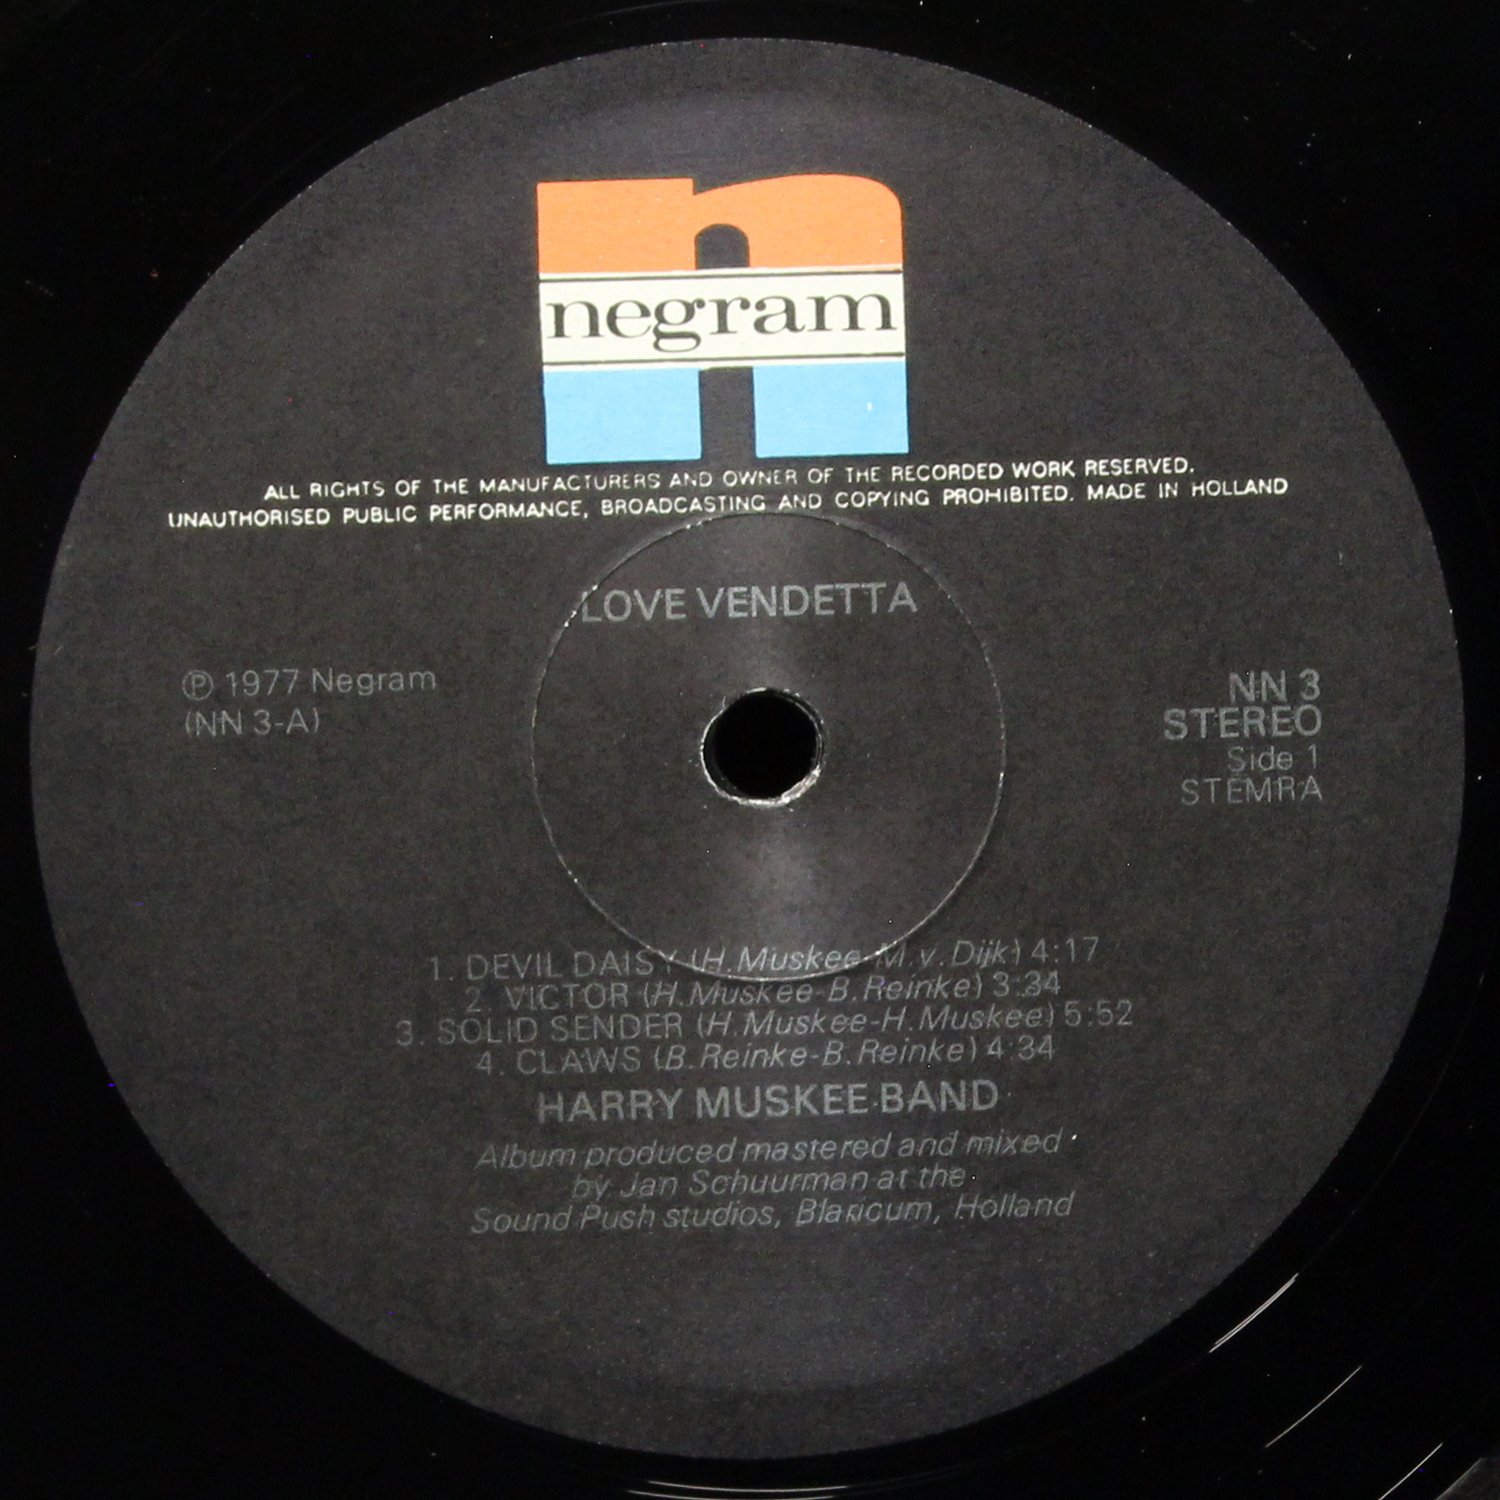 negram
ALL RIGHTS OF THE MANUFACTURERS AND OWNER OF THE RECORDED WORK RESERVED.
UNAUTHORISED PUBLIC PERFORMANCE, BROADCASTING AND COPYING PROHIBITED. MADE IN HOLLAND
LOVE VENDETTA
℗ 1977 Negram
(NN 3-A)
NN 3
STEREO
Side 1
STEMRA
1. DEVIL DAISY (H. Muskee-M. v. Dijk) 4:17
2. VICTOR (H. Muskee-B. Reinke) 3:34
3. SOLID SENDER (H. Muskee-H. Muskee) 5:52
4. CLAWS (B. Reinke-B. Reinke) 4:34
HARRY MUSKEE BAND
Album produced mastered and mixed
by Jan Schuurman at the
Sound Push studios, Blaricum, Holland